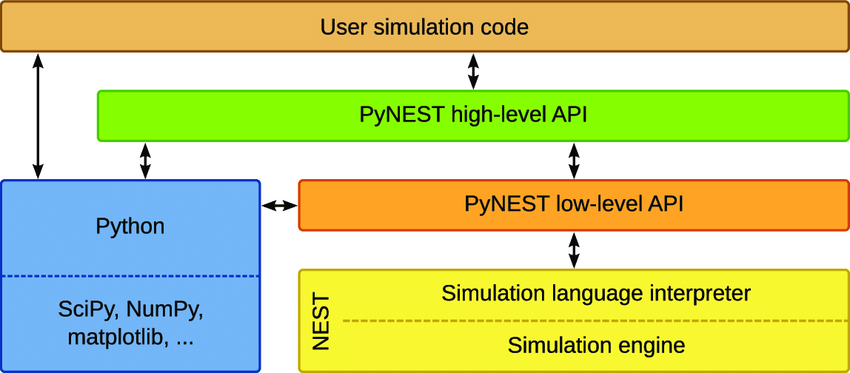 User simulation code
PyNEST high-level API
Python
PyNEST low-level API
SciPy, NumPy,
matplotlib, ...
NEST
Simulation language interpreter
Simulation engine